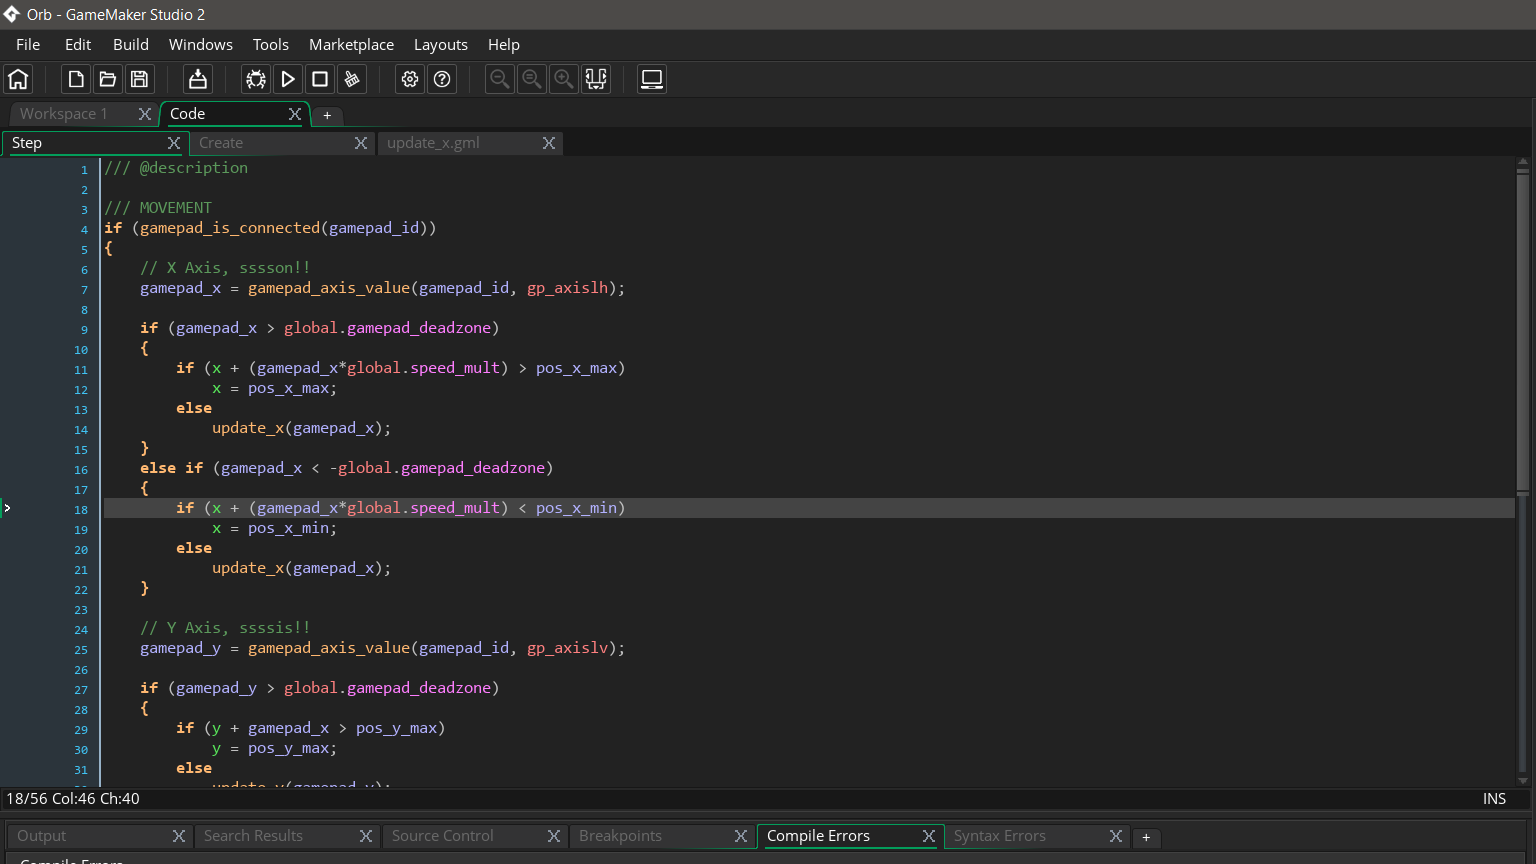 Orb - GameMaker Studio 2
File Edit Build Windows Tools Marketplace Layouts Help
Workspace 1 Code +
Step Create update_x.gml
1 /// @description
2
3 /// MOVEMENT
4 if (gamepad_is_connected(gamepad_id))
5 {
6 // X Axis, sssson!!
7 gamepad_x = gamepad_axis_value(gamepad_id, gp_axislh);
8
9 if (gamepad_x > global.gamepad_deadzone)
10 {
11 if (x + (gamepad_x*global.speed_mult) > pos_x_max)
12 x = pos_x_max;
13 else
14 update_x(gamepad_x);
15 }
16 else if (gamepad_x < -global.gamepad_deadzone)
17 {
18 if (x + (gamepad_x*global.speed_mult) < pos_x_min)
19 x = pos_x_min;
20 else
21 update_x(gamepad_x);
22 }
23
24 // Y Axis, ssssis!!
25 gamepad_y = gamepad_axis_value(gamepad_id, gp_axislv);
26
27 if (gamepad_y > global.gamepad_deadzone)
28 {
29 if (y + gamepad_x > pos_y_max)
30 y = pos_y_max;
31 else
18/56 Col:46 Ch:40 INS
Output Search Results Source Control Breakpoints Compile Errors Syntax Errors +
Compile Errors